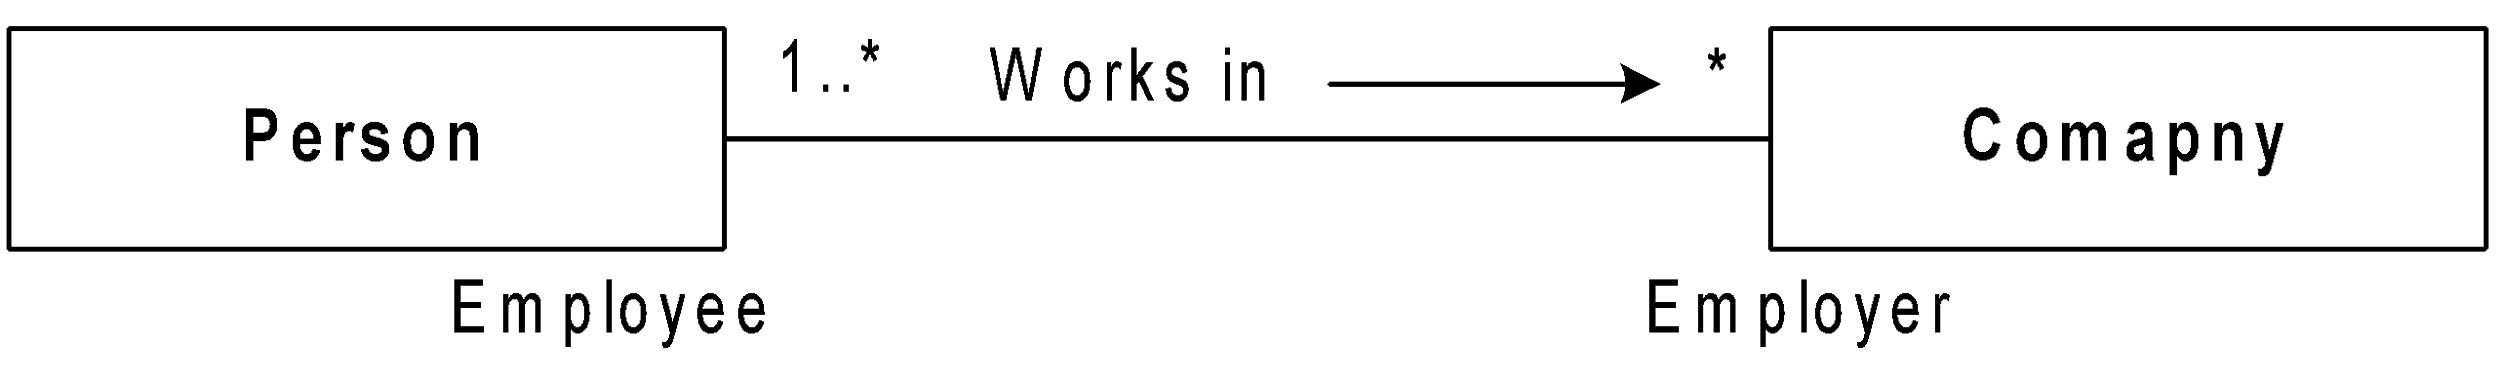 1..* Works in *
Person Comapny
Employee Employer